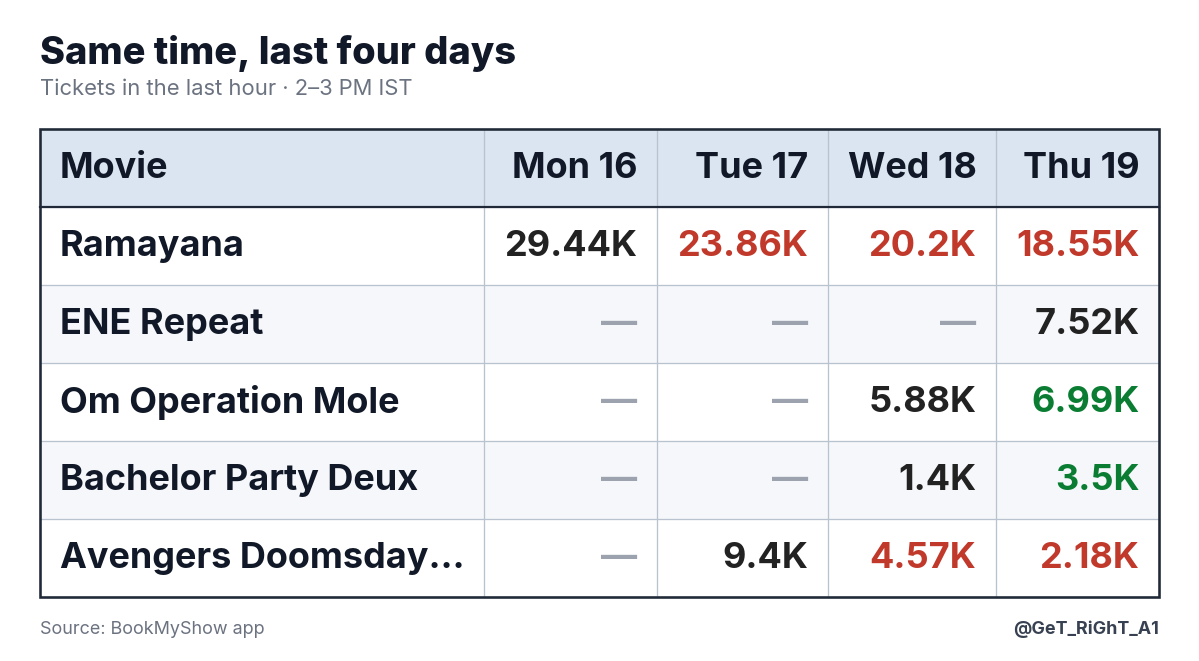 Same time, last four days
Tickets in the last hour · 2–3 PM IST
Movie Mon 16 Tue 17 Wed 18 Thu 19
Ramayana 29.44K 23.86K 20.2K 18.55K
ENE Repeat — — — 7.52K
Om Operation Mole — — 5.88K 6.99K
Bachelor Party Deux — — 1.4K 3.5K
Avengers Doomsday... — 9.4K 4.57K 2.18K
Source: BookMyShow app @GeT_RiGhT_A1